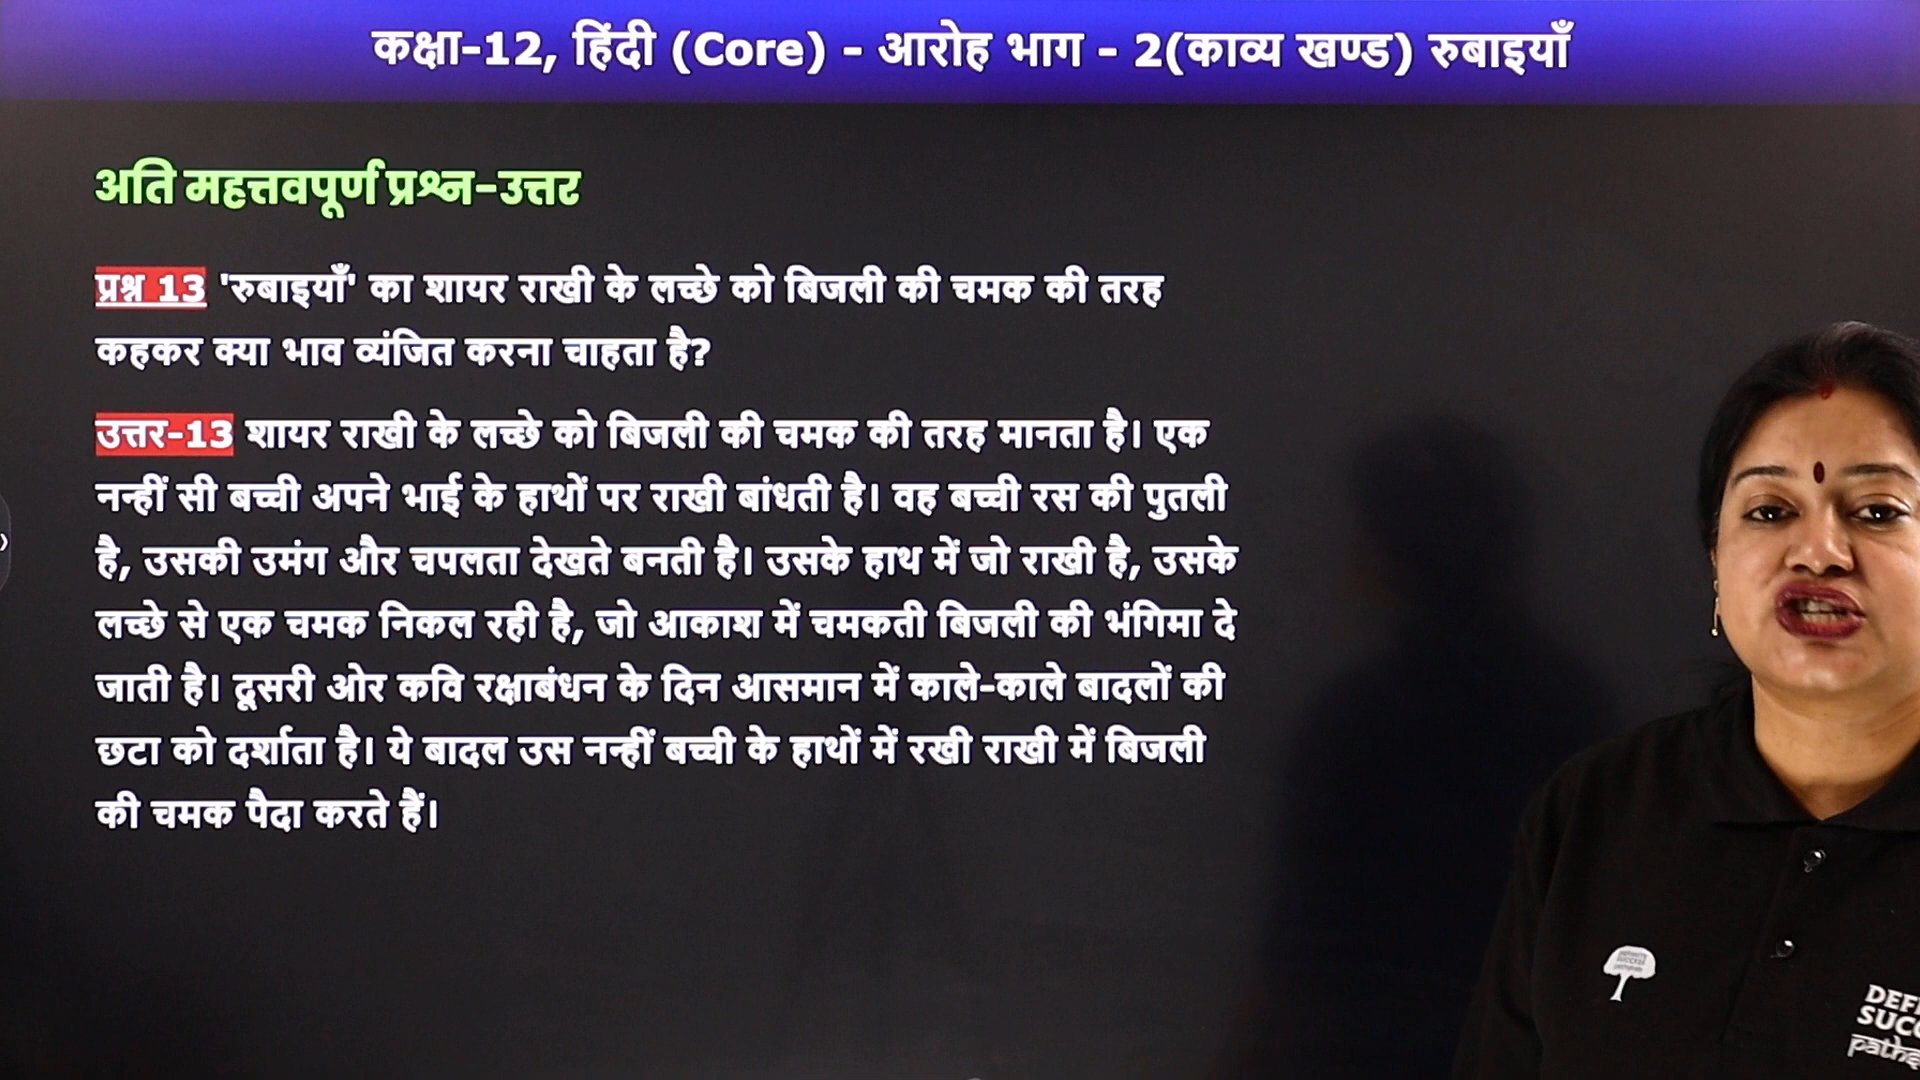 कक्षा-12, हिंदी (Core) - आरोह भाग - 2(काव्य खण्ड) रुबाइयाँ
अति महत्तवपूर्ण प्रश्न-उत्तर
प्रश्न 13 'रुबाइयाँ' का शायर राखी के लच्छे को बिजली की चमक की तरह
कहकर क्या भाव व्यंजित करना चाहता है?
उत्तर-13 शायर राखी के लच्छे को बिजली की चमक की तरह मानता है। एक
नन्हीं सी बच्ची अपने भाई के हाथों पर राखी बांधती है। वह बच्ची रस की पुतली
है, उसकी उमंग और चपलता देखते बनती है। उसके हाथ में जो राखी है, उसके
लच्छे से एक चमक निकल रही है, जो आकाश में चमकती बिजली की भंगिमा दे
जाती है। दूसरी ओर कवि रक्षाबंधन के दिन आसमान में काले-काले बादलों की
छटा को दर्शाता है। ये बादल उस नन्हीं बच्ची के हाथों में रखी राखी में बिजली
की चमक पैदा करते हैं।
DEFI
SUCC